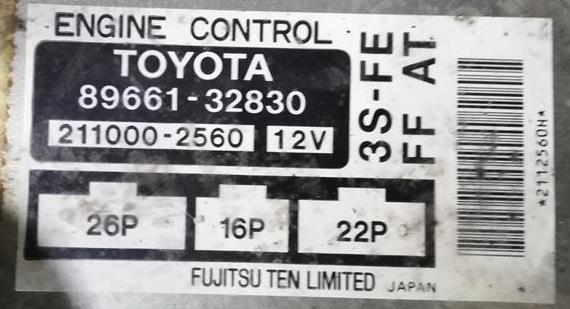 ENGINE CONTROL
TOYOTA
89661-32830
211000-2560 12V
3S-FE
FF AT
26P 16P 22P
FUJITSU TEN LIMITED JAPAN
*2112560H*